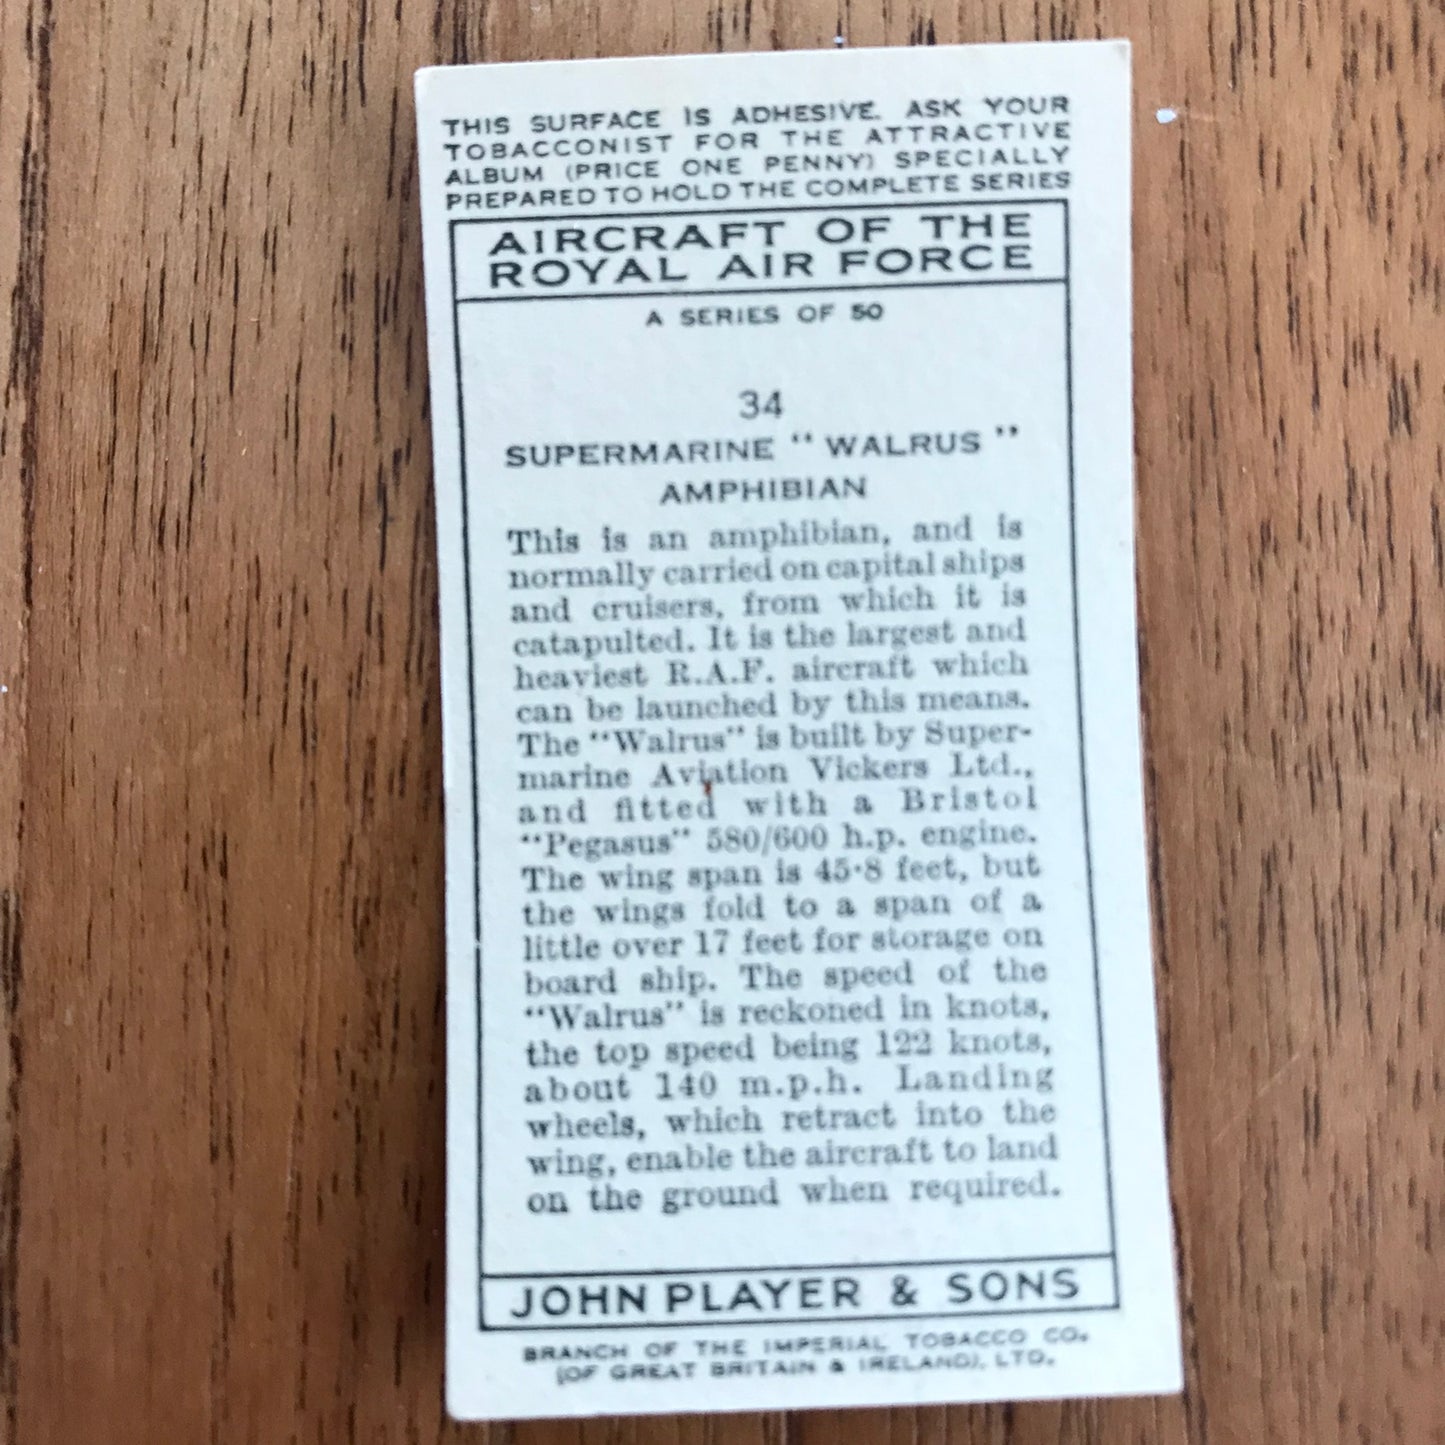 THIS SURFACE IS ADHESIVE. ASK YOUR
TOBACCONIST FOR THE ATTRACTIVE
ALBUM (PRICE ONE PENNY) SPECIALLY
PREPARED TO HOLD THE COMPLETE SERIES
AIRCRAFT OF THE
ROYAL AIR FORCE
A SERIES OF 50
34
SUPERMARINE "WALRUS"
AMPHIBIAN
This is an amphibian, and is
normally carried on capital ships
and cruisers, from which it is
catapulted. It is the largest and
heaviest R.A.F. aircraft which
can be launched by this means.
The "Walrus" is built by Super-
marine Aviation Vickers Ltd.,
and fitted with a Bristol
"Pegasus" 580/600 h.p. engine.
The wing span is 45·8 feet, but
the wings fold to a span of a
little over 17 feet for storage on
board ship. The speed of the
"Walrus" is reckoned in knots,
the top speed being 122 knots,
about 140 m.p.h. Landing
wheels, which retract into the
wing, enable the aircraft to land
on the ground when required.
JOHN PLAYER & SONS
BRANCH OF THE IMPERIAL TOBACCO CO.
(OF GREAT BRITAIN & IRELAND), LTD.